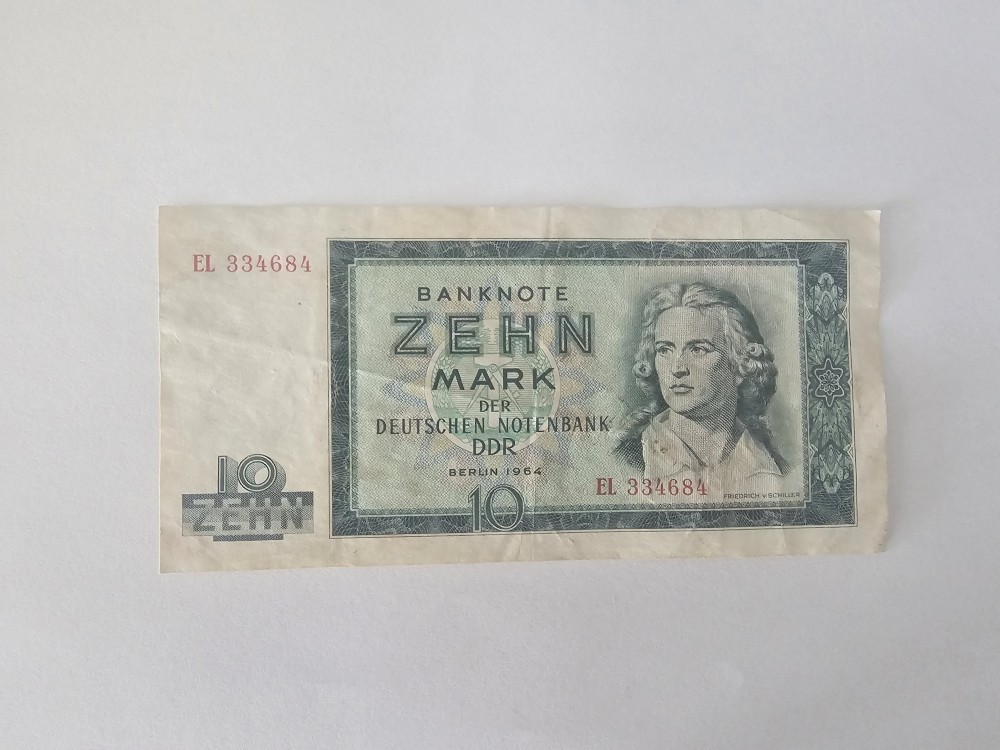 EL 334684
BANKNOTE
ZEHN
MARK
DER
DEUTSCHEN NOTENBANK
DDR
BERLIN 1964
EL 334684
FRIEDRICH v. SCHILLER
10
ZEHN
10